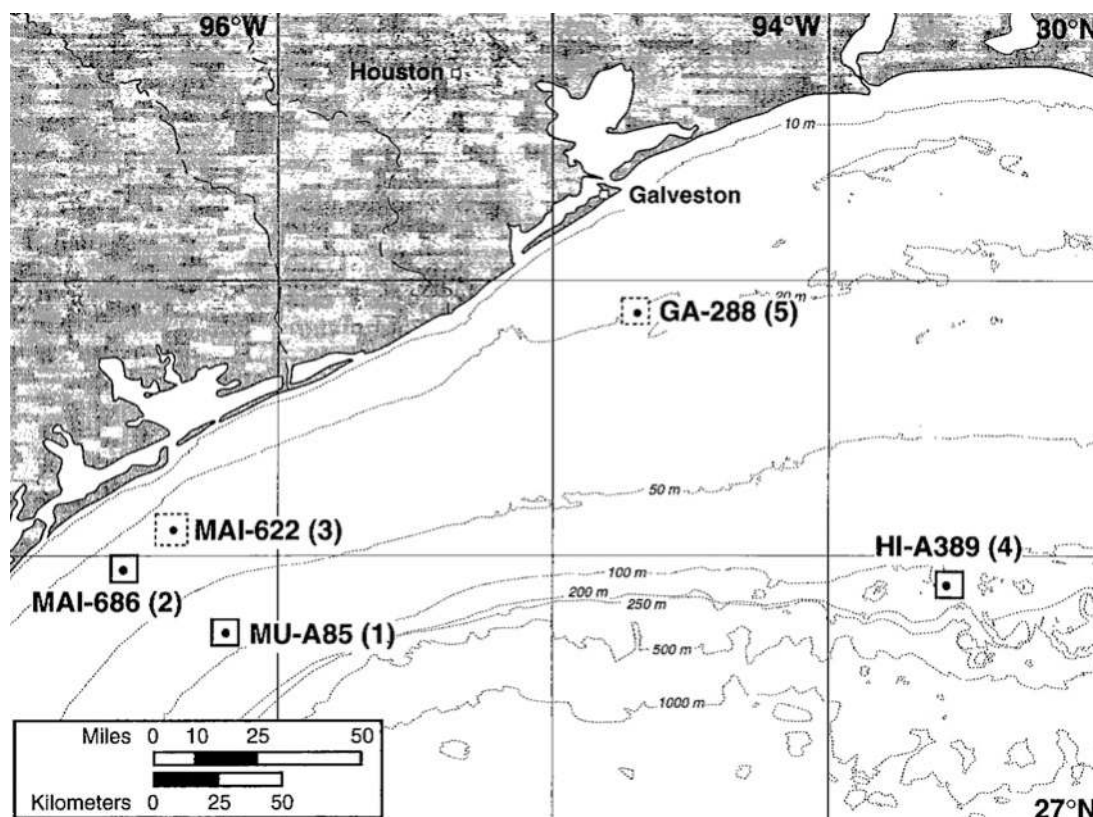 96°W
94°W
30°N
Houston
10 m
Galveston
20 m
GA-288 (5)
50 m
MAI-622 (3)
HI-A389 (4)
MAI-686 (2)
100 m
200 m
250 m
MU-A85 (1)
500 m
1000 m
Miles 0 10 25 50
Kilometers 0 25 50
27°N